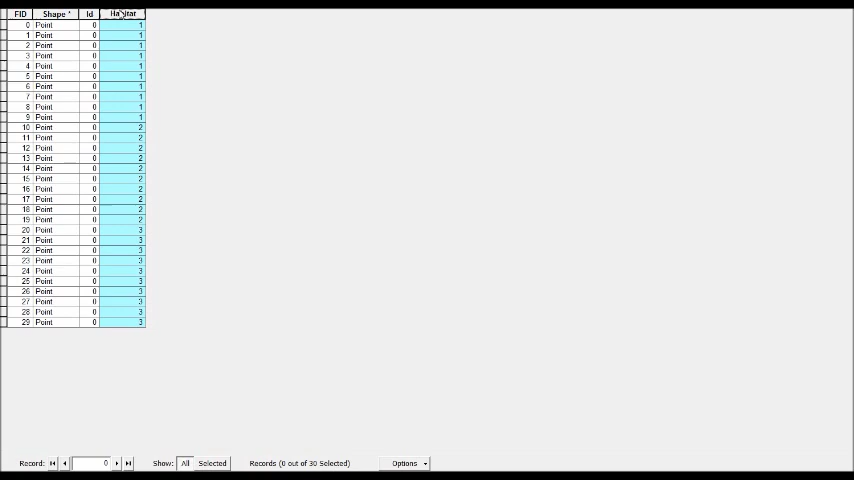 FID Shape * Id Habitat
0 Point 0 1
1 Point 0 1
2 Point 0 1
3 Point 0 1
4 Point 0 1
5 Point 0 1
6 Point 0 1
7 Point 0 1
8 Point 0 1
9 Point 0 1
10 Point 0 2
11 Point 0 2
12 Point 0 2
13 Point 0 2
14 Point 0 2
15 Point 0 2
16 Point 0 2
17 Point 0 2
18 Point 0 2
19 Point 0 2
20 Point 0 3
21 Point 0 3
22 Point 0 3
23 Point 0 3
24 Point 0 3
25 Point 0 3
26 Point 0 3
27 Point 0 3
28 Point 0 3
29 Point 0 3
Record: 0 Show: All Selected Records (0 out of 30 Selected) Options